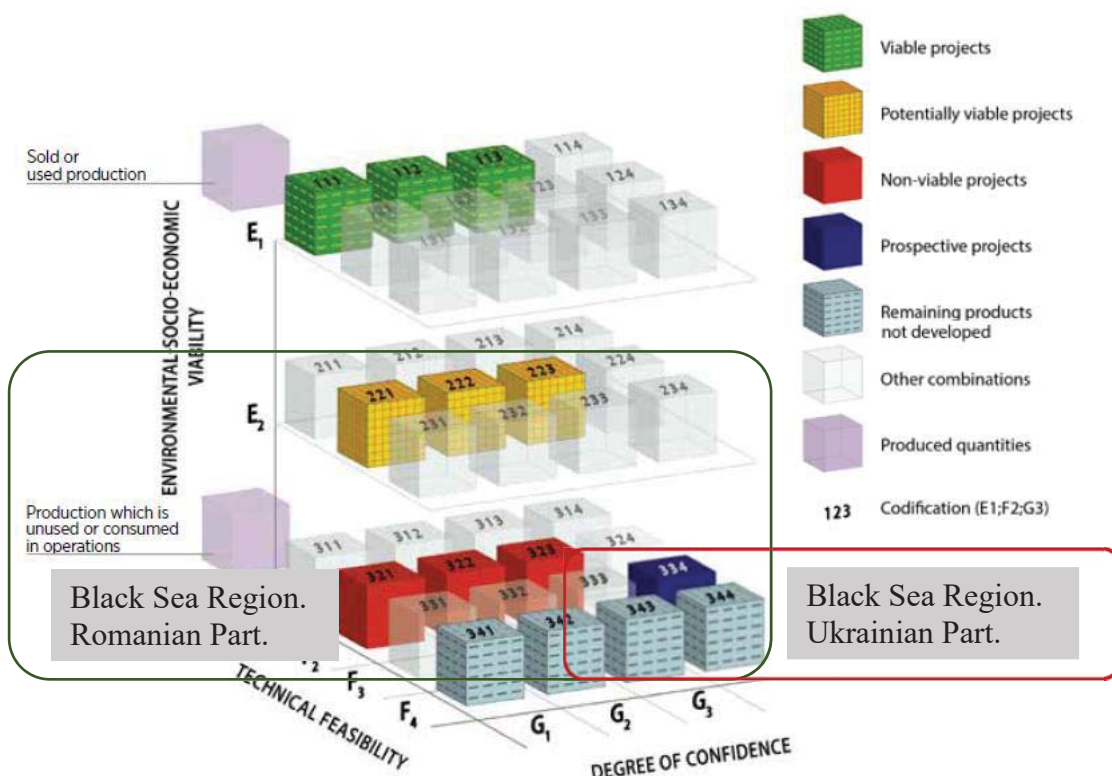 Viable projects
Potentially viable projects
Non-viable projects
Prospective projects
Remaining products
not developed
Other combinations
Produced quantities
123 Codification (E1;F2;G3)
Sold or
used production
ENVIRONMENTAL-SOCIO-ECONOMIC
VIABILITY
E1
111 112 113 114
123 124
131 132 133 134
E2
211 212 213 214
221 222 223 224
231 232 233 234
Production which is
unused or consumed
in operations
311 312 313
321 322 323 324
331 332 333 334
341 342 343 344
Black Sea Region.
Romanian Part.
Black Sea Region.
Ukrainian Part.
F3
F4
TECHNICAL FEASIBILITY
G1
G2
G3
DEGREE OF CONFIDENCE